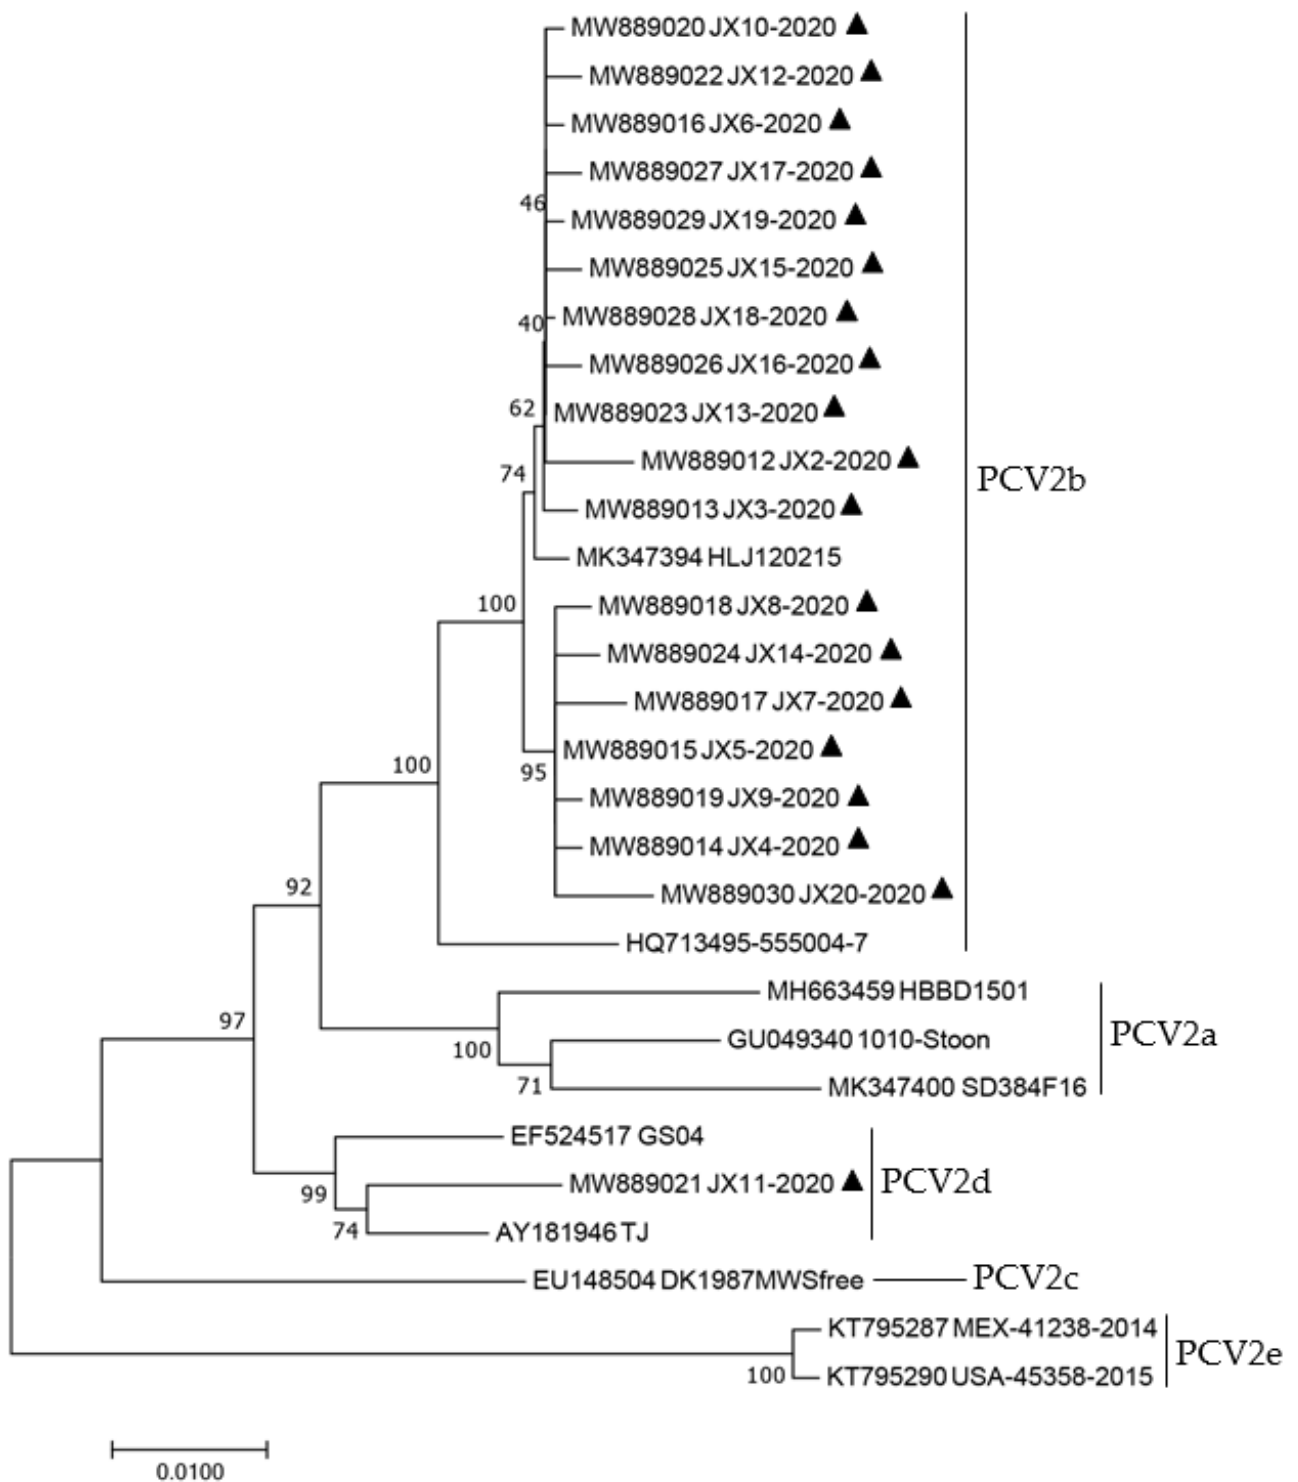 MW889020 JX10-2020
MW889022 JX12-2020
MW889016 JX6-2020
MW889027 JX17-2020
46
MW889029 JX19-2020
MW889025 JX15-2020
MW889028 JX18-2020
40
MW889026 JX16-2020
62
MW889023 JX13-2020
MW889012 JX2-2020
74
PCV2b
MW889013 JX3-2020
MK347394 HLJ120215
100
MW889018 JX8-2020
MW889024 JX14-2020
MW889017 JX7-2020
MW889015 JX5-2020
100
95
MW889019 JX9-2020
MW889014 JX4-2020
92
MW889030 JX20-2020
HQ713495-555004-7
MH663459 HBBD1501
97
GU049340 1010-Stoon
PCV2a
100
71
MK347400 SD384F16
EF524517 GS04
MW889021 JX11-2020
PCV2d
99
74
AY181946 TJ
EU148504 DK1987MWSfree
PCV2c
KT795287 MEX-41238-2014
PCV2e
100
KT795290 USA-45358-2015
0.0100